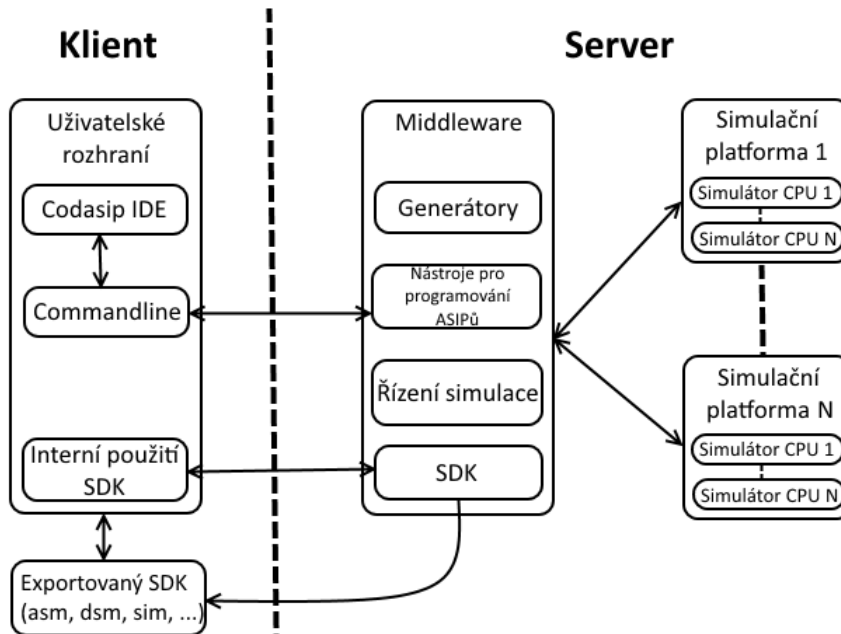 Klient
Server
Uživatelské
rozhraní
Codasip IDE
Commandline
Interní použití
SDK
Exportovaný SDK
(asm, dsm, sim, ...)
Middleware
Generátory
Nástroje pro
programování
ASIPů
Řízení simulace
SDK
Simulační
platforma 1
Simulátor CPU 1
Simulátor CPU N
Simulační
platforma N
Simulátor CPU 1
Simulátor CPU N